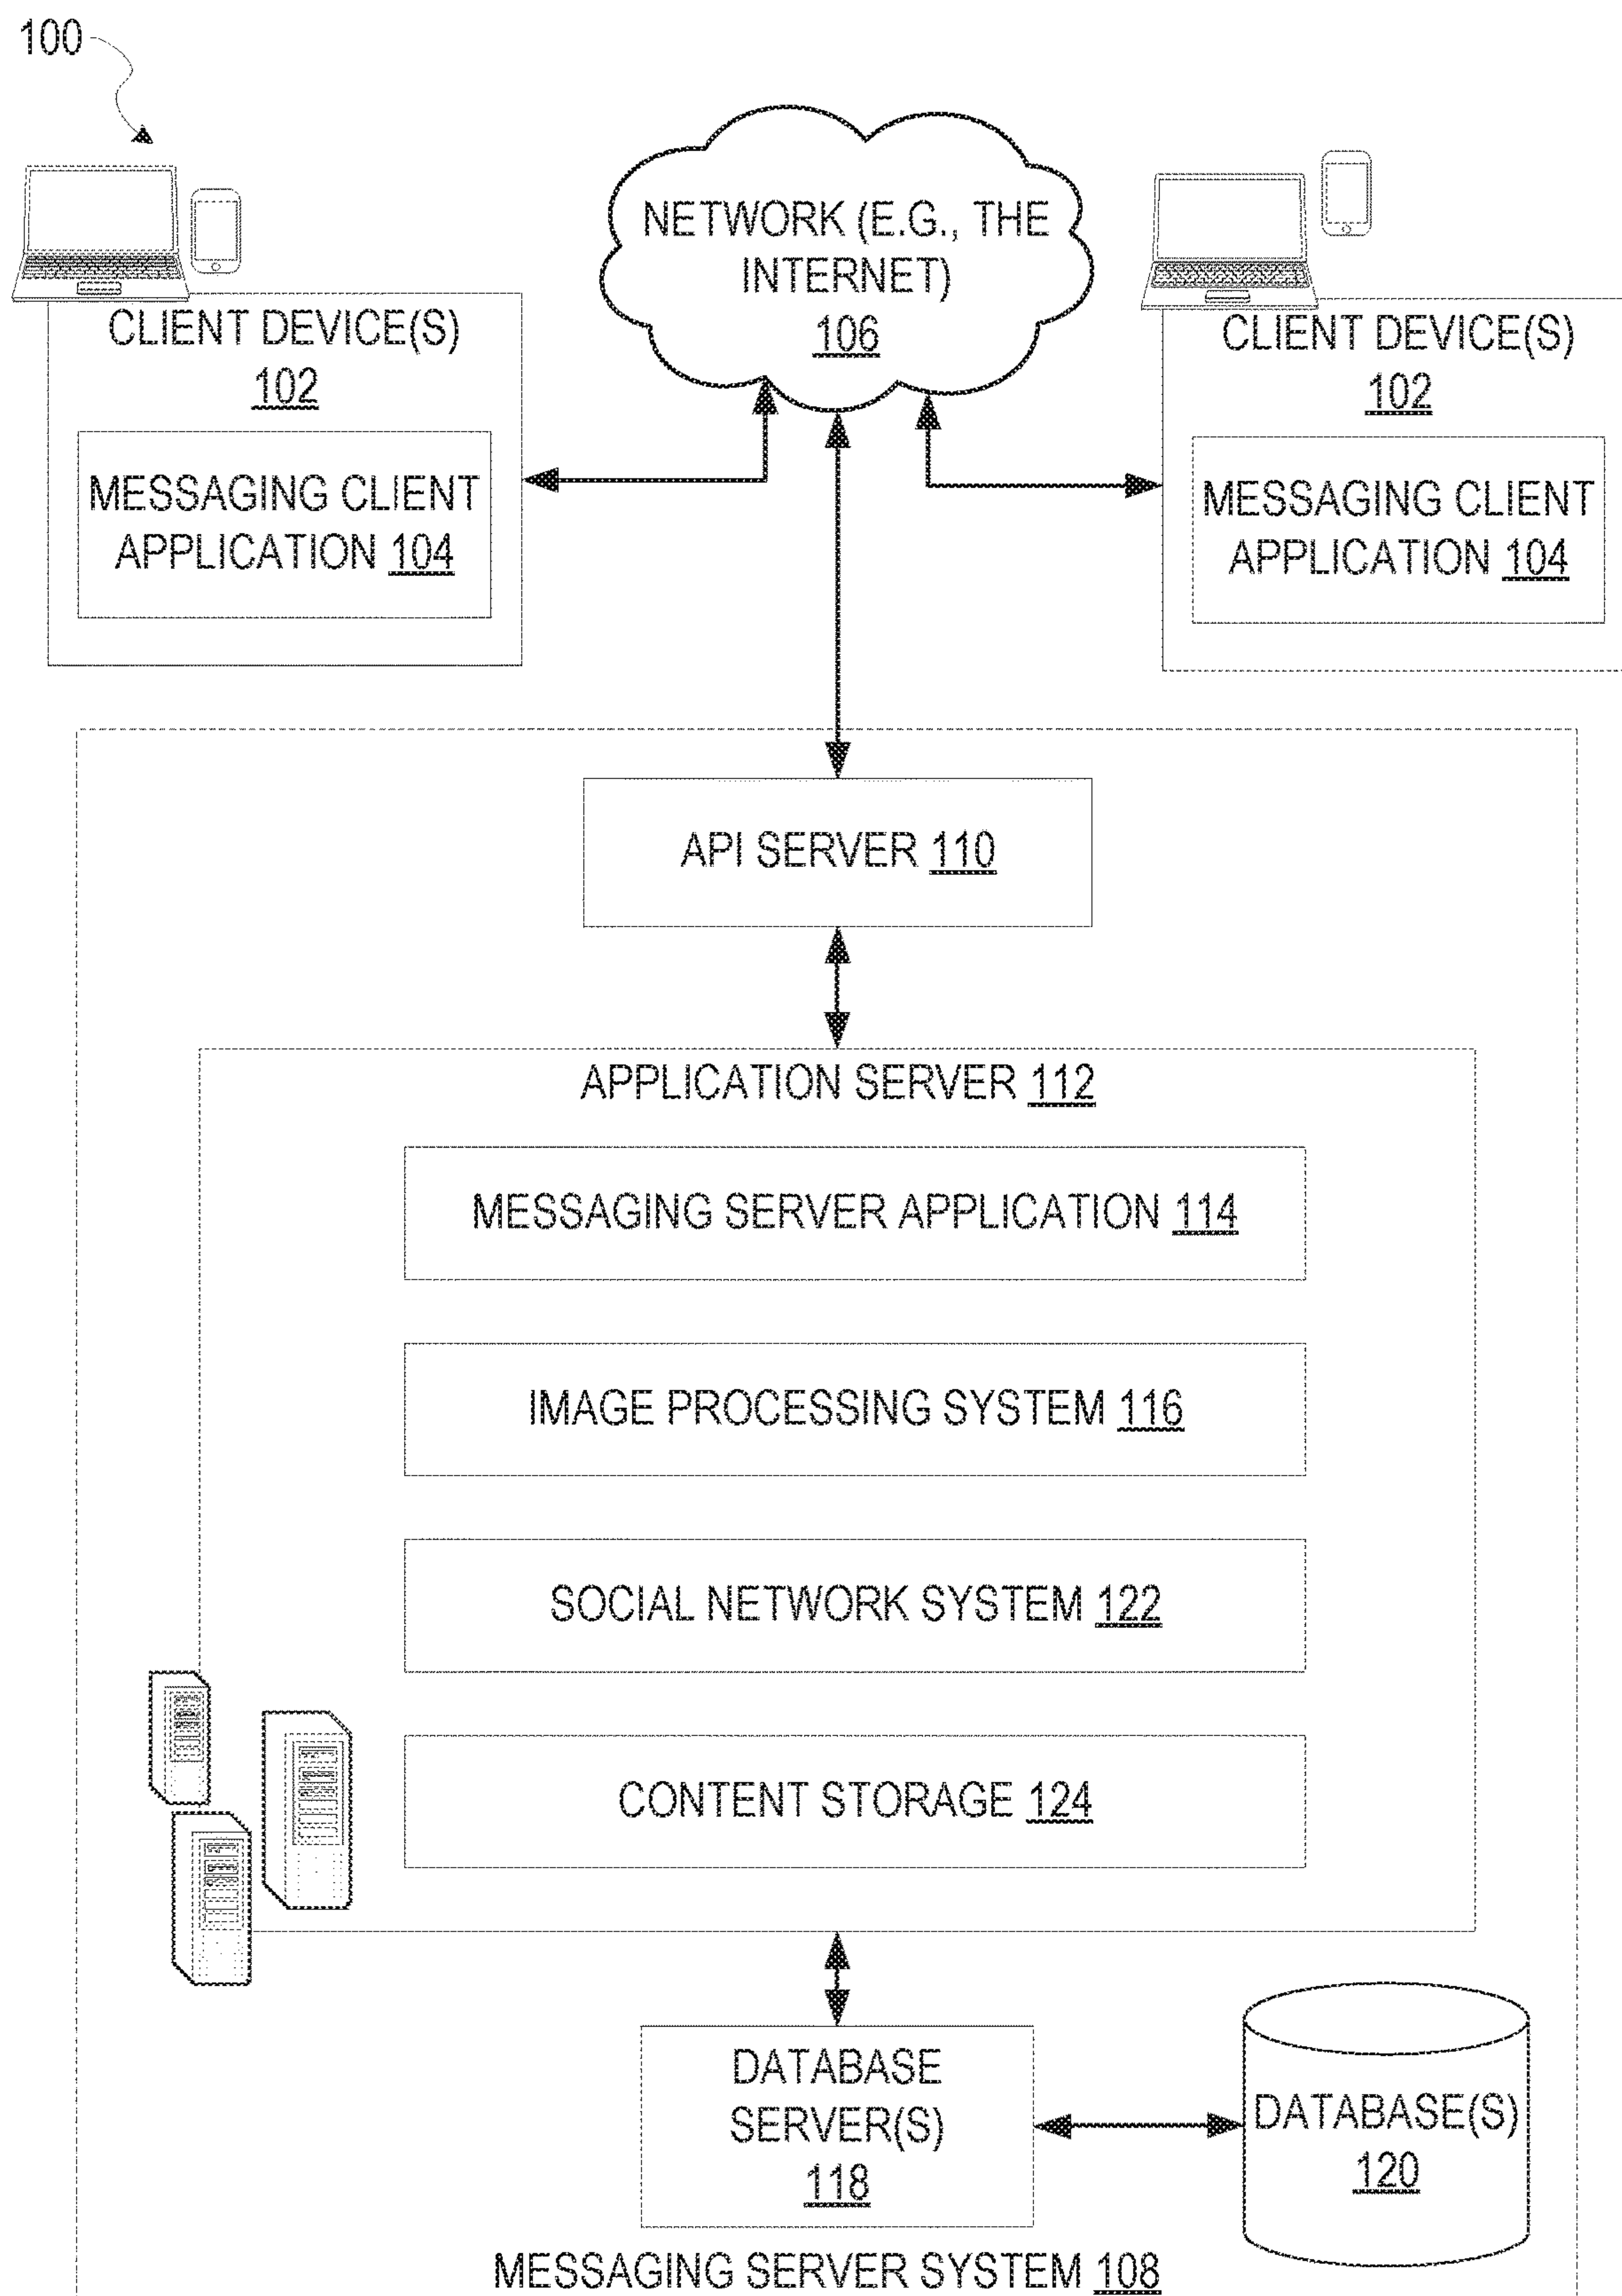 100
NETWORK (E.G., THE
INTERNET)
106
CLIENT DEVICE(S)
102
MESSAGING CLIENT
APPLICATION 104
CLIENT DEVICE(S)
102
MESSAGING CLIENT
APPLICATION 104
API SERVER 110
APPLICATION SERVER 112
MESSAGING SERVER APPLICATION 114
IMAGE PROCESSING SYSTEM 116
SOCIAL NETWORK SYSTEM 122
CONTENT STORAGE 124
DATABASE
SERVER(S)
118
DATABASE(S)
120
MESSAGING SERVER SYSTEM 108